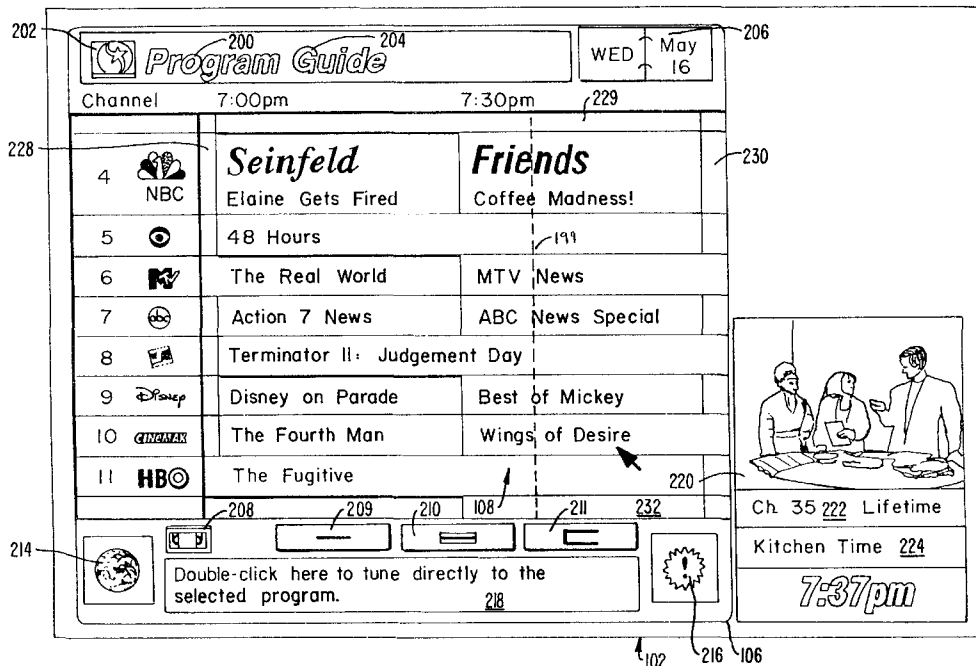 202
200
204
206
Program Guide
WED May
16
Channel 7:00pm 7:30pm
229
228
230
4 NBC Seinfeld Friends
Elaine Gets Fired Coffee Madness!
5 48 Hours
199
6 MTV The Real World MTV News
7 abc Action 7 News ABC News Special
8 Terminator II: Judgement Day
9 Disney Disney on Parade Best of Mickey
10 CINEMAX The Fourth Man Wings of Desire
11 HBO The Fugitive
220
208 209 210 108 211 232
Ch 35 222 Lifetime
214
Kitchen Time 224
Double-click here to tune directly to the
selected program. 218
!
7:37pm
102
216
106